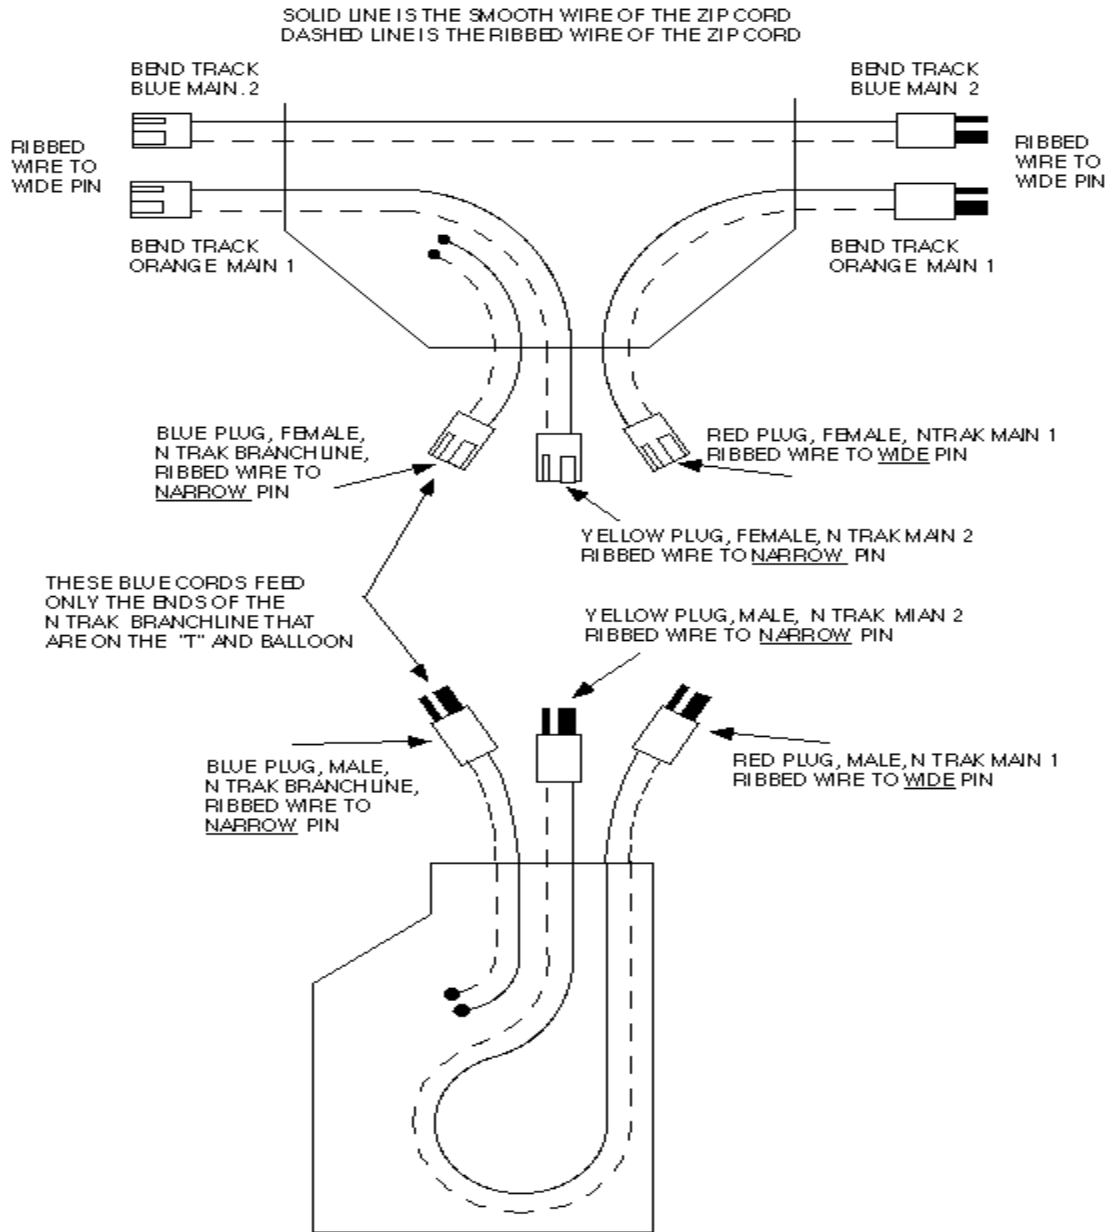 SOLID LINE IS THE SMOOTH WIRE OF THE ZIP CORD
DASHED LINE IS THE RIBBED WIRE OF THE ZIP CORD
BEND TRACK
BLUE MAIN.2
BEND TRACK
BLUE MAIN 2
RIBBED
WIRE TO
WIDE PIN
RIBBED
WIRE TO
WIDE PIN
BEND TRACK
ORANGE MAIN 1
BEND TRACK
ORANGE MAIN 1
BLUE PLUG, FEMALE,
N TRAK BRANCHLINE,
RIBBED WIRE TO
NARROW PIN
RED PLUG, FEMALE, NTRAK MAIN 1
RIBBED WIRE TO WIDE PIN
YELLOW PLUG, FEMALE, N TRAK MAIN 2
RIBBED WIRE TO NARROW PIN
THESE BLUE CORDS FEED
ONLY THE ENDS OF THE
N TRAK BRANCHLINE THAT
ARE ON THE "T" AND BALLOON
YELLOW PLUG, MALE, N TRAK MIAN 2
RIBBED WIRE TO NARROW PIN
BLUE PLUG, MALE,
N TRAK BRANCHLINE,
RIBBED WIRE TO
NARROW PIN
RED PLUG, MALE, N TRAK MAIN 1
RIBBED WIRE TO WIDE PIN